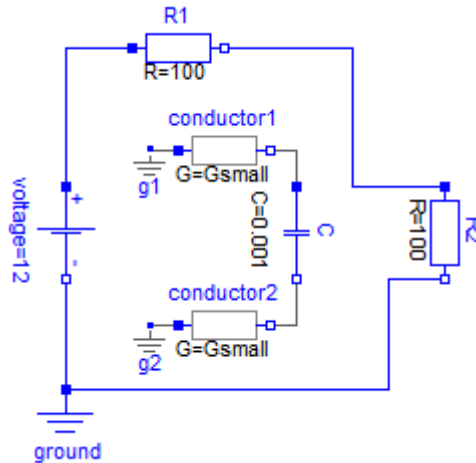 R1
R=100
conductor1
g1
G=Gsmall
voltage=12
+
-
C=0.001
C
R=100
R2
conductor2
g2
G=Gsmall
ground